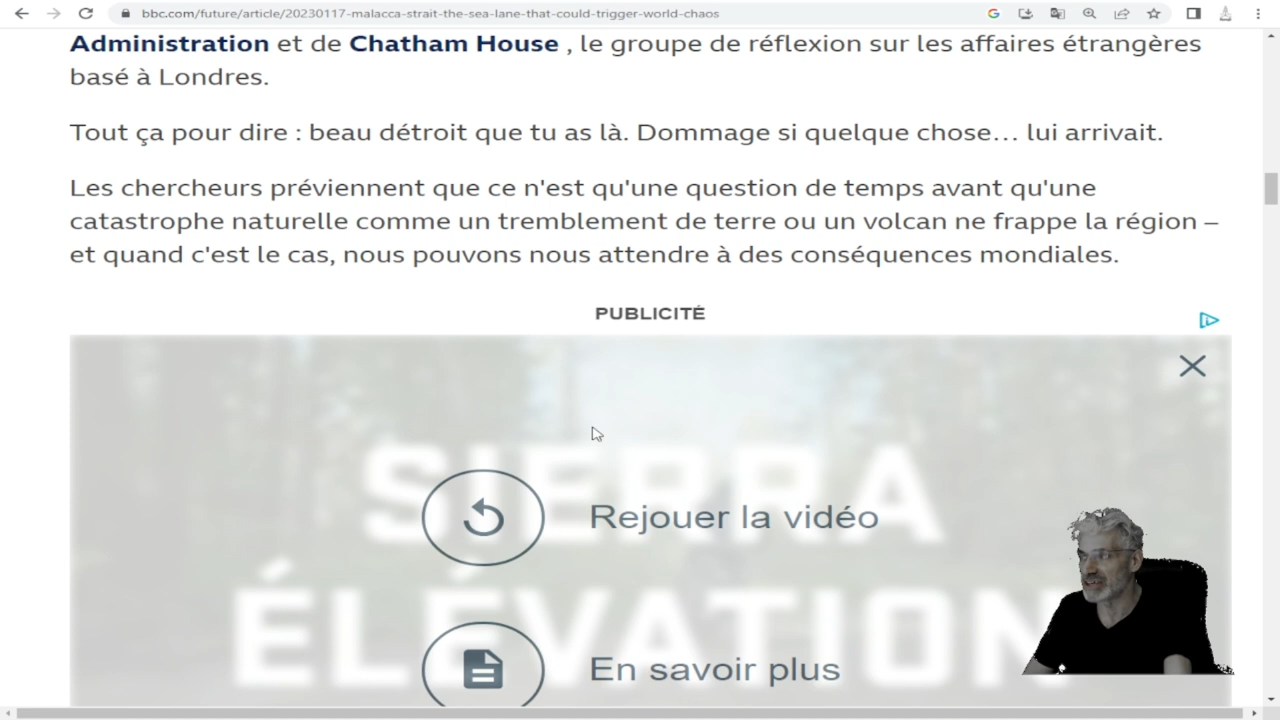 bbc.com/future/article/20230117-malacca-strait-the-sea-lane-that-could-trigger-world-chaos
Administration et de Chatham House , le groupe de réflexion sur les affaires étrangères
basé à Londres.
Tout ça pour dire : beau détroit que tu as là. Dommage si quelque chose… lui arrivait.
Les chercheurs préviennent que ce n'est qu'une question de temps avant qu'une
catastrophe naturelle comme un tremblement de terre ou un volcan ne frappe la région –
et quand c'est le cas, nous pouvons nous attendre à des conséquences mondiales.
PUBLICITÉ
SIERRA
Rejouer la vidéo
ÉLÉVATION
En savoir plus